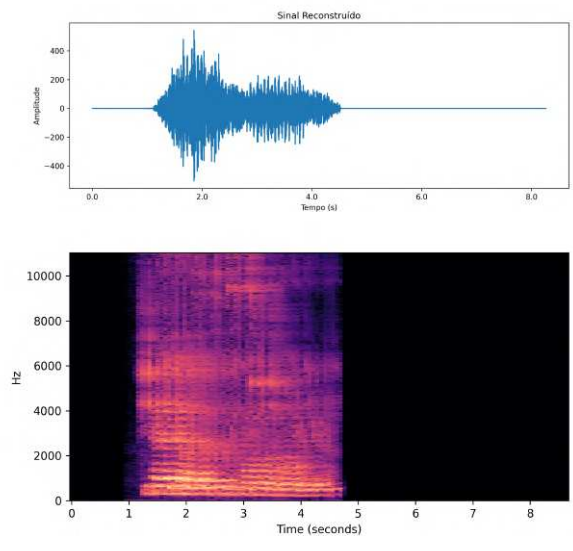 Sinal Reconstruído
400
200
0
−200
−400
Amplitude
0.0 2.0 4.0 6.0 8.0
Tempo (s)
10000
8000
6000
4000
2000
0
Hz
0 1 2 3 4 5 6 7 8
Time (seconds)